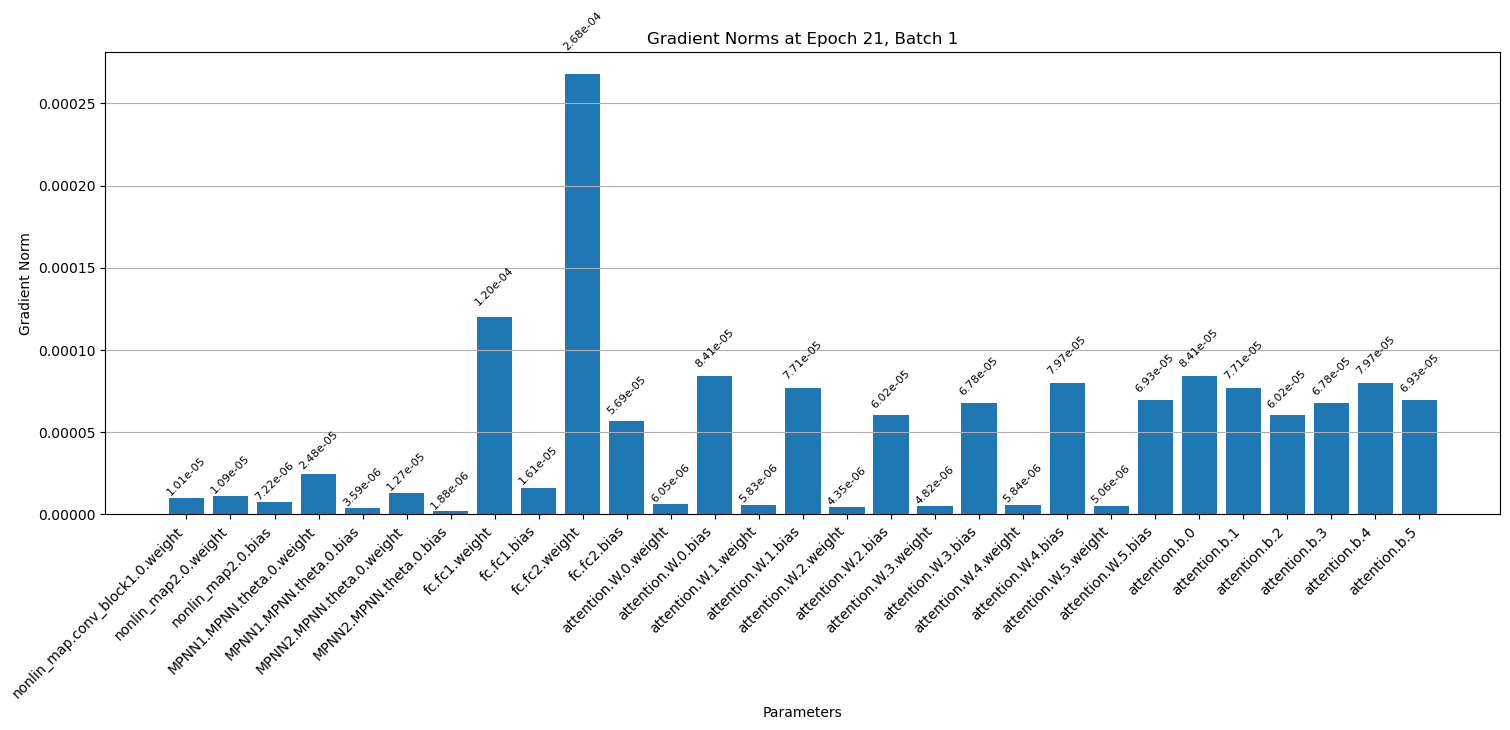 Gradient Norms at Epoch 21, Batch 1
Gradient Norm
0.00025
0.00020
0.00015
0.00010
0.00005
0.00000
1.01e-05
1.09e-05
7.22e-06
2.48e-05
3.59e-06
1.27e-05
1.88e-06
1.20e-04
1.61e-05
2.68e-04
5.69e-05
6.05e-06
8.41e-05
5.83e-06
7.71e-05
4.35e-06
6.02e-05
4.82e-06
6.78e-05
5.84e-06
7.97e-05
5.06e-06
6.93e-05
8.41e-05
7.71e-05
6.02e-05
6.78e-05
7.97e-05
6.93e-05
nonlin_map.conv_block1.0.weight
nonlin_map2.0.weight
nonlin_map2.0.bias
MPNN1.MPNN.theta.0.weight
MPNN1.MPNN.theta.0.bias
MPNN2.MPNN.theta.0.weight
MPNN2.MPNN.theta.0.bias
fc.fc1.weight
fc.fc1.bias
fc.fc2.weight
fc.fc2.bias
attention.W.0.weight
attention.W.0.bias
attention.W.1.weight
attention.W.1.bias
attention.W.2.weight
attention.W.2.bias
attention.W.3.weight
attention.W.3.bias
attention.W.4.weight
attention.W.4.bias
attention.W.5.weight
attention.W.5.bias
attention.b.0
attention.b.1
attention.b.2
attention.b.3
attention.b.4
attention.b.5
Parameters